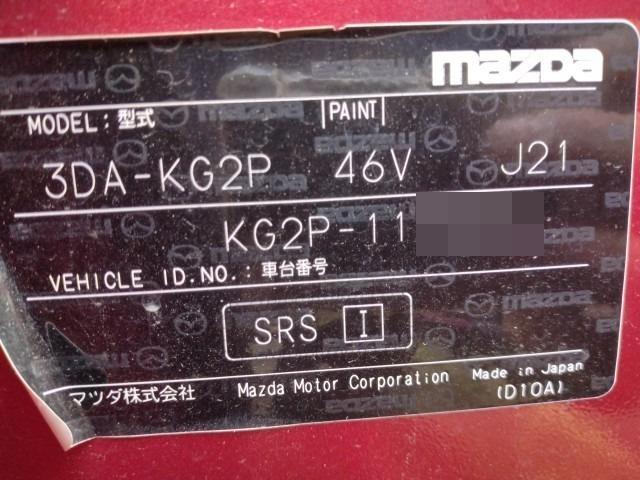 mazda
MODEL : 型式 PAINT
3DA-KG2P 46V J21
KG2P-11
VEHICLE ID.NO. : 車台番号
SRS I
マツダ株式会社 Mazda Motor Corporation Made in Japan
(D10A)